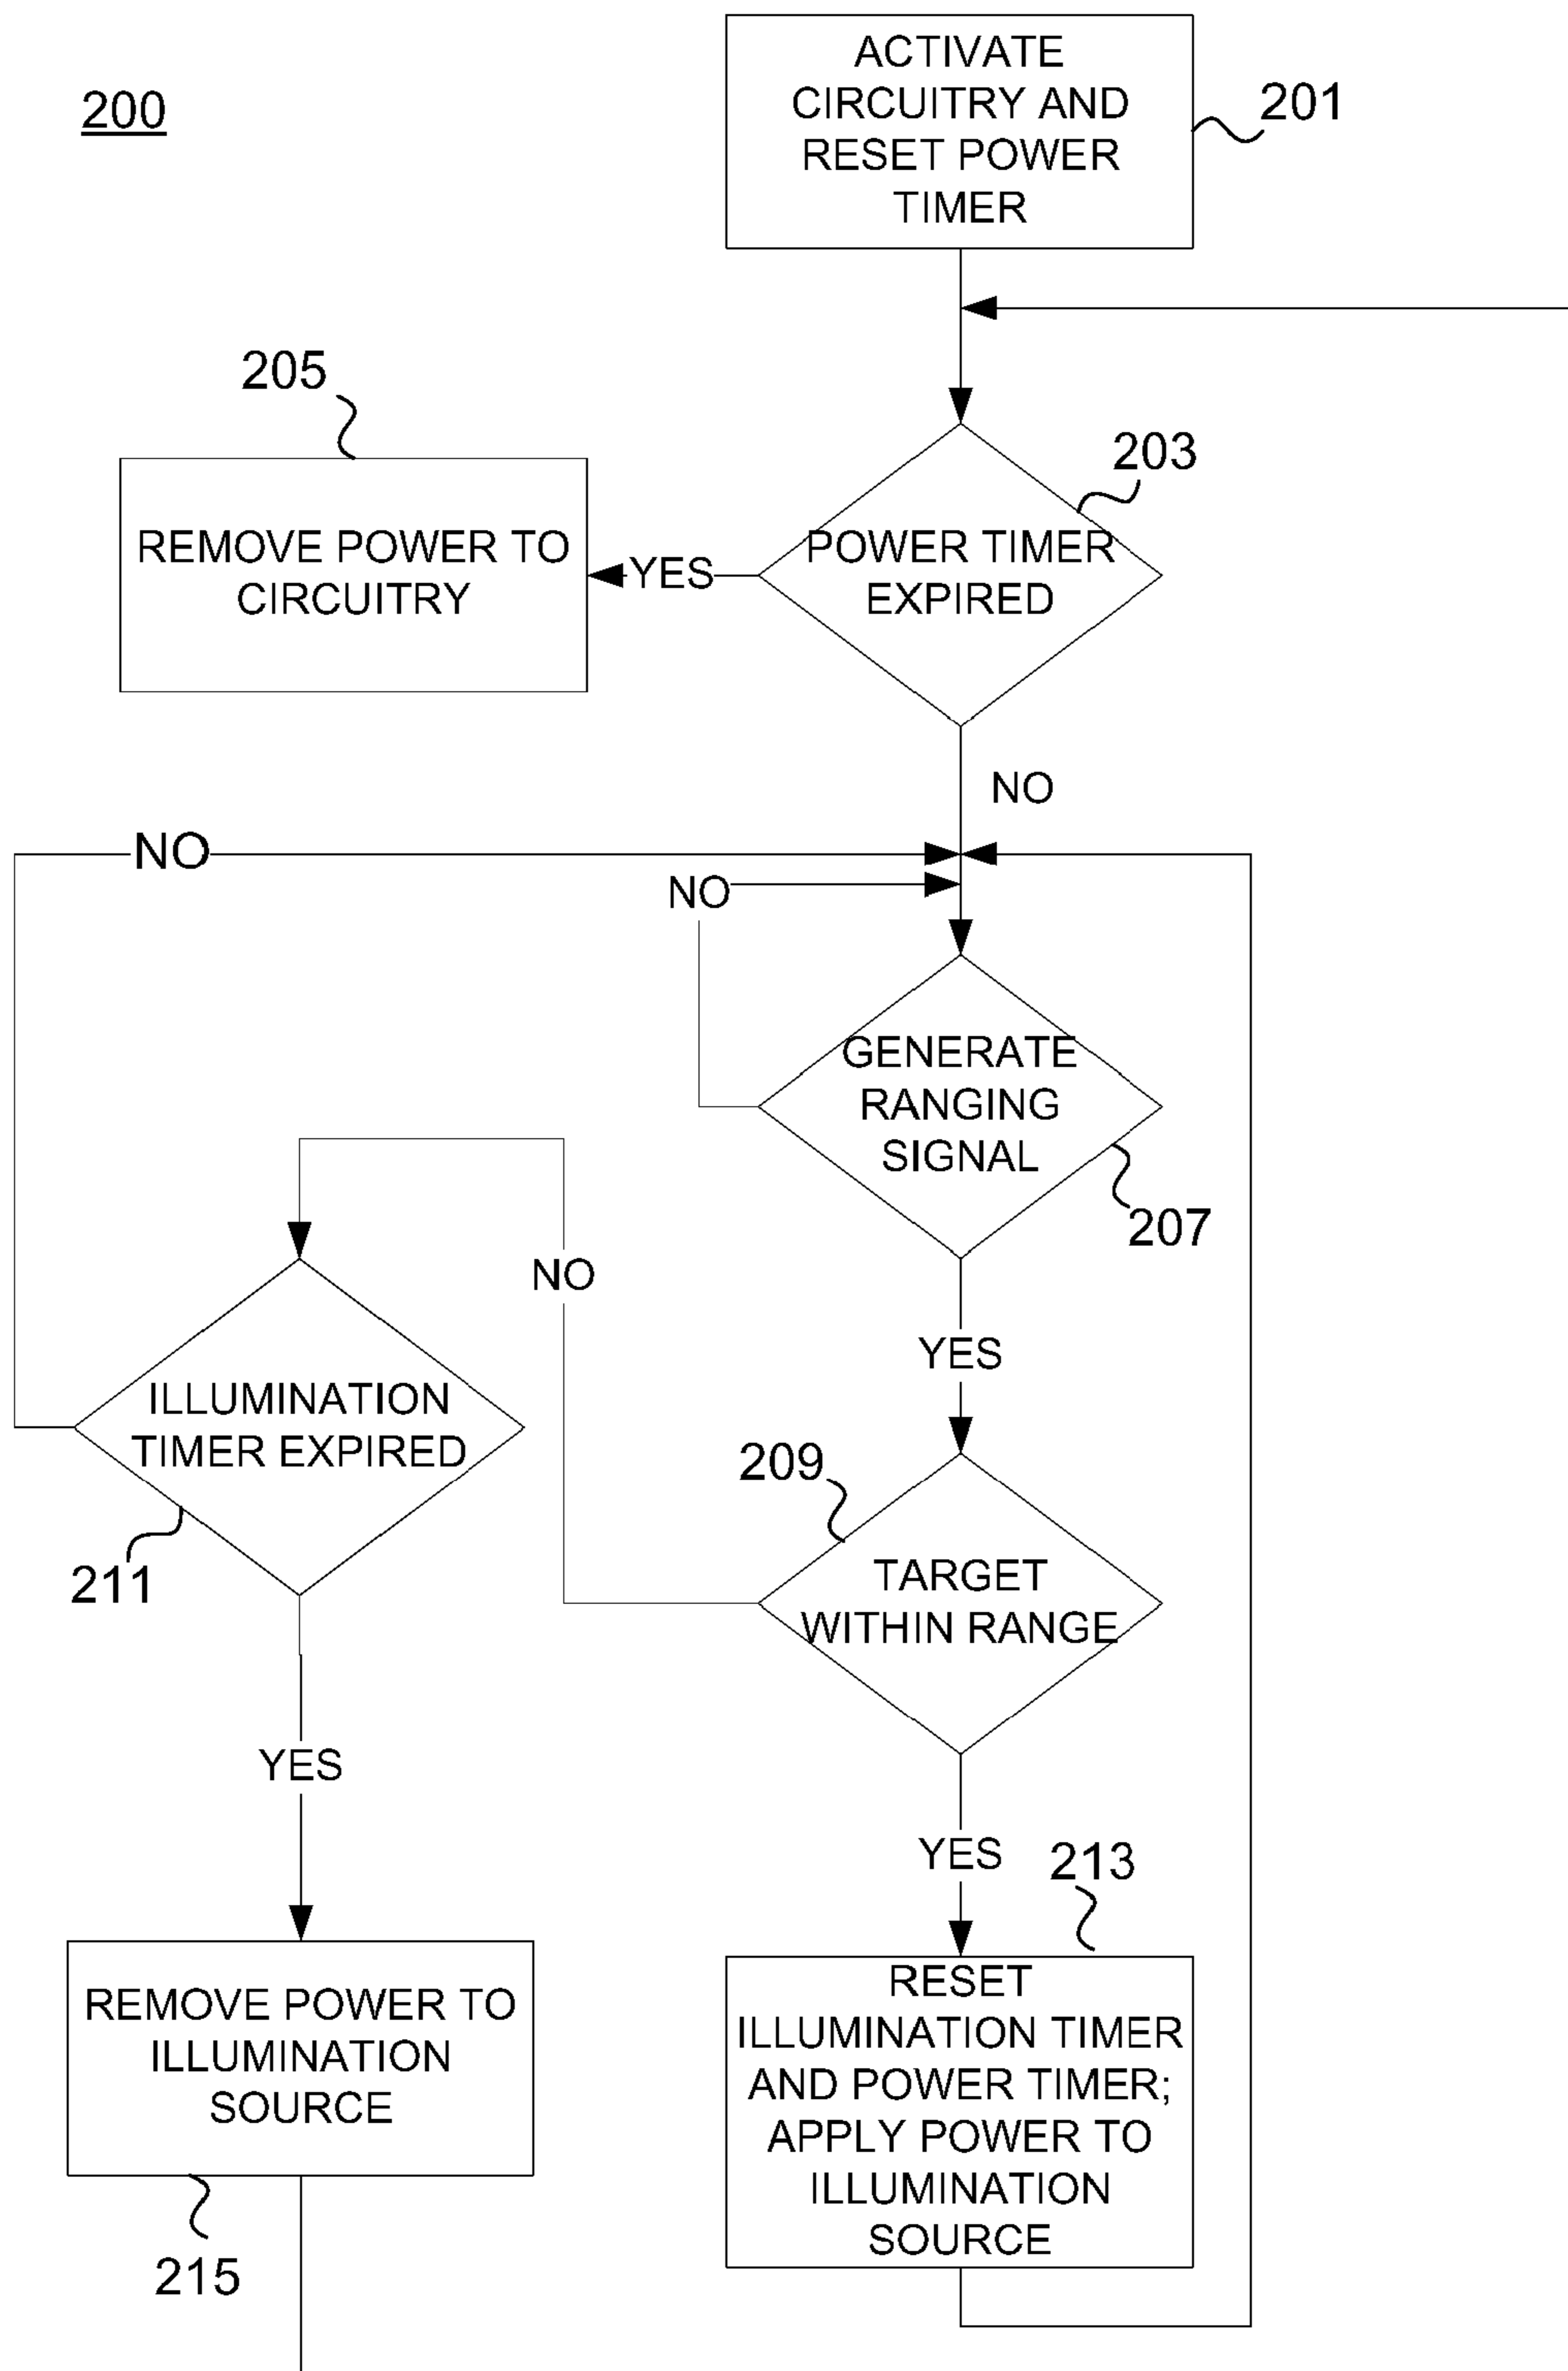 200
ACTIVATE
CIRCUITRY AND
RESET POWER
TIMER
201
205
203
REMOVE POWER TO
CIRCUITRY
YES
POWER TIMER
EXPIRED
NO
NO
NO
GENERATE
RANGING
SIGNAL
207
NO
YES
ILLUMINATION
TIMER EXPIRED
211
209
TARGET
WITHIN RANGE
YES
YES
213
REMOVE POWER TO
ILLUMINATION
SOURCE
215
RESET
ILLUMINATION TIMER
AND POWER TIMER;
APPLY POWER TO
ILLUMINATION
SOURCE